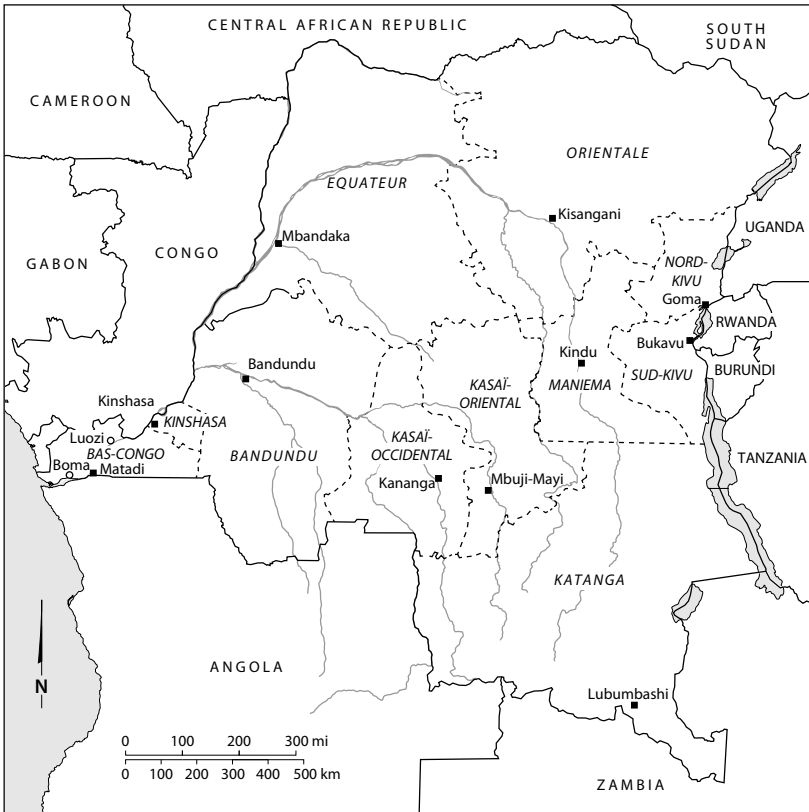 CENTRAL AFRICAN REPUBLIC
SOUTH
SUDAN
CAMEROON
ORIENTALE
EQUATEUR
Kisangani
UGANDA
Mbandaka
GABON
CONGO
NORD-
KIVU
Goma
RWANDA
Bukavu
Kindu
Bandundu
BURUNDI
SUD-KIVU
KASAÏ-
ORIENTAL
MANIEMA
Kinshasa
KINSHASA
Luozi
BAS-CONGO
KASAÏ-
OCCIDENTAL
BANDUNDU
TANZANIA
Boma
Matadi
Kananga
Mbuji-Mayi
KATANGA
ANGOLA
N
Lubumbashi
0 100 200 300 mi
0 100 200 300 400 500 km
ZAMBIA